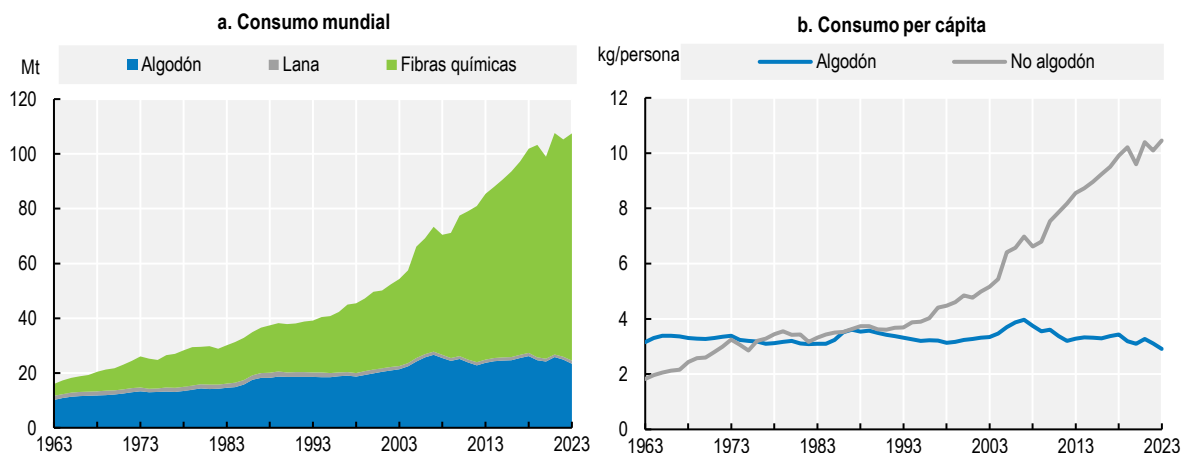 a. Consumo mundial
Mt
Algodón Lana Fibras químicas
120
100
80
60
40
20
0
1963 1973 1983 1993 2003 2013 2023
b. Consumo per cápita
kg/persona
Algodón No algodón
12
10
8
6
4
2
0
1963 1973 1983 1993 2003 2013 2023